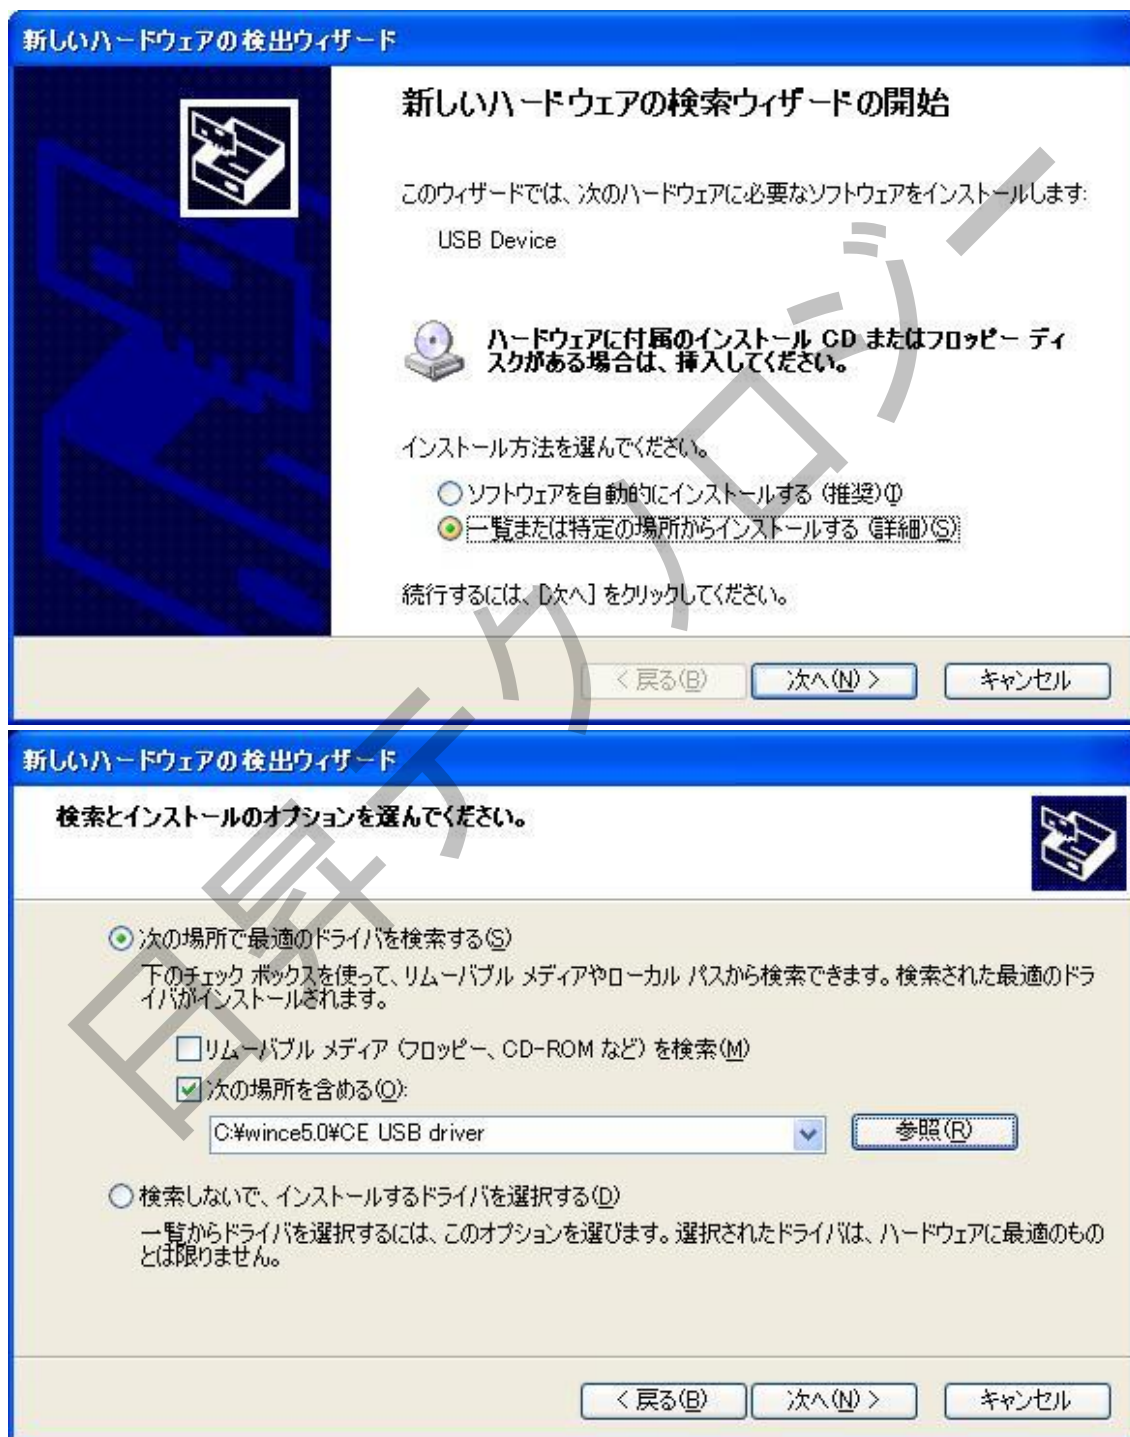 新しいハードウェアの検出ウィザード
新しいハードウェアの検索ウィザードの開始
このウィザードでは、次のハードウェアに必要なソフトウェアをインストールします:
USB Device
ハードウェアに付属のインストール CD またはフロッピー ディ
スクがある場合は、挿入してください。
インストール方法を選んでください。
ソフトウェアを自動的にインストールする (推奨)(I)
一覧または特定の場所からインストールする (詳細)(S)
続行するには、[次へ] をクリックしてください。
< 戻る(B)
次へ(N) >
キャンセル
新しいハードウェアの検出ウィザード
検索とインストールのオプションを選んでください。
次の場所で最適のドライバを検索する(S)
下のチェック ボックスを使って、リムーバブル メディアやローカル パスから検索できます。検索された最適のドラ
イバがインストールされます。
リムーバブル メディア (フロッピー、CD-ROM など) を検索(M)
次の場所を含める(O):
C:¥wince5.0¥CE USB driver
参照(R)
検索しないで、インストールするドライバを選択する(D)
一覧からドライバを選択するには、このオプションを選びます。選択されたドライバは、ハードウェアに最適のもの
とは限りません。
< 戻る(B)
次へ(N) >
キャンセル
日昇テクノロジー